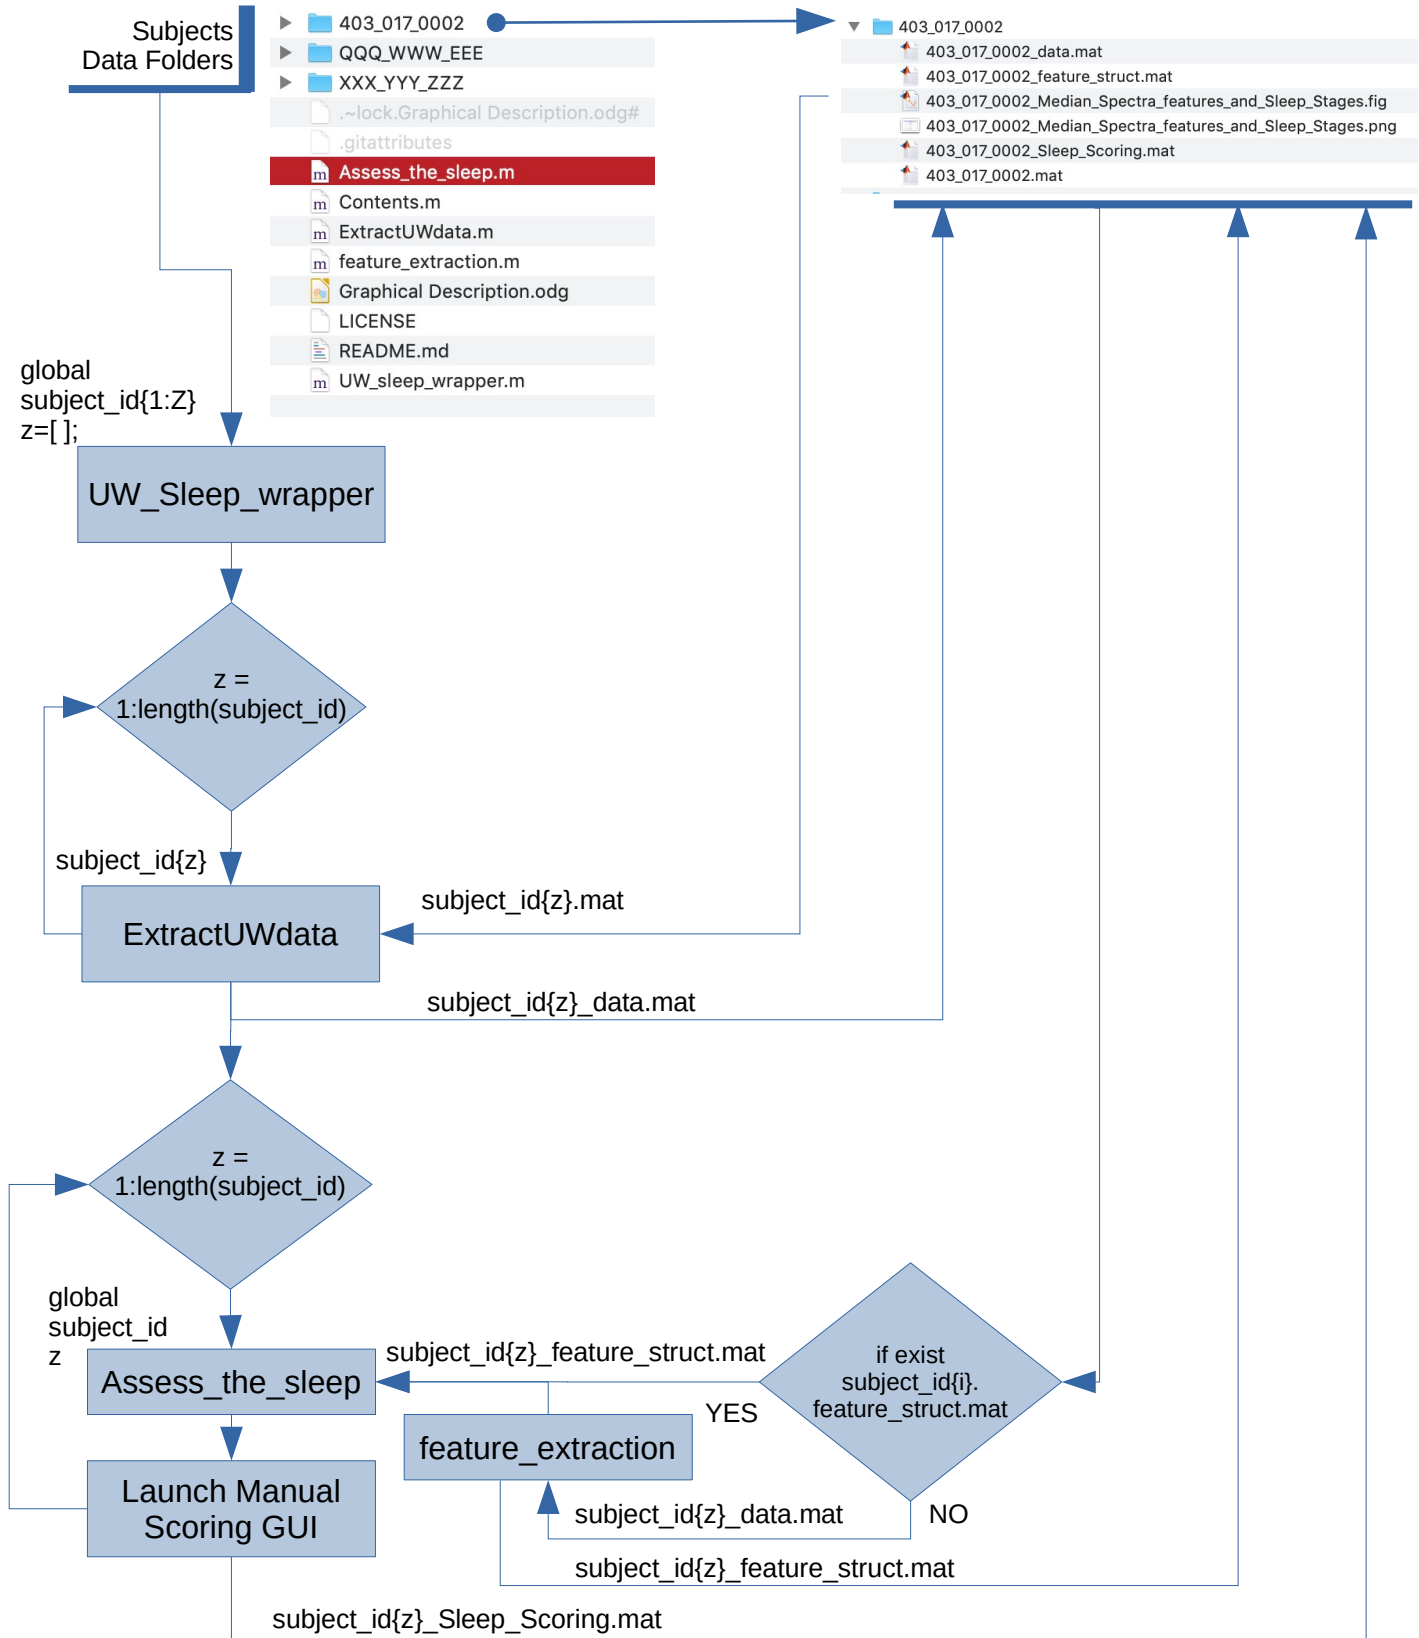 Subjects
Data Folders
403_017_0002
QQQ_WWW_EEE
XXX_YYY_ZZZ
.~lock.Graphical Description.odg#
.gitattributes
m Assess_the_sleep.m
m Contents.m
m ExtractUWdata.m
m feature_extraction.m
Graphical Description.odg
LICENSE
README.md
m UW_sleep_wrapper.m
403_017_0002
403_017_0002_data.mat
403_017_0002_feature_struct.mat
403_017_0002_Median_Spectra_features_and_Sleep_Stages.fig
403_017_0002_Median_Spectra_features_and_Sleep_Stages.png
403_017_0002_Sleep_Scoring.mat
403_017_0002.mat
global
subject_id{1:Z}
z=[ ];
UW_Sleep_wrapper
z =
1:length(subject_id)
subject_id{z}
subject_id{z}.mat
ExtractUWdata
subject_id{z}_data.mat
z =
1:length(subject_id)
global
subject_id
z
subject_id{z}_feature_struct.mat
if exist
subject_id{i}.
feature_struct.mat
Assess_the_sleep
YES
feature_extraction
Launch Manual
Scoring GUI
subject_id{z}_data.mat
NO
subject_id{z}_feature_struct.mat
subject_id{z}_Sleep_Scoring.mat